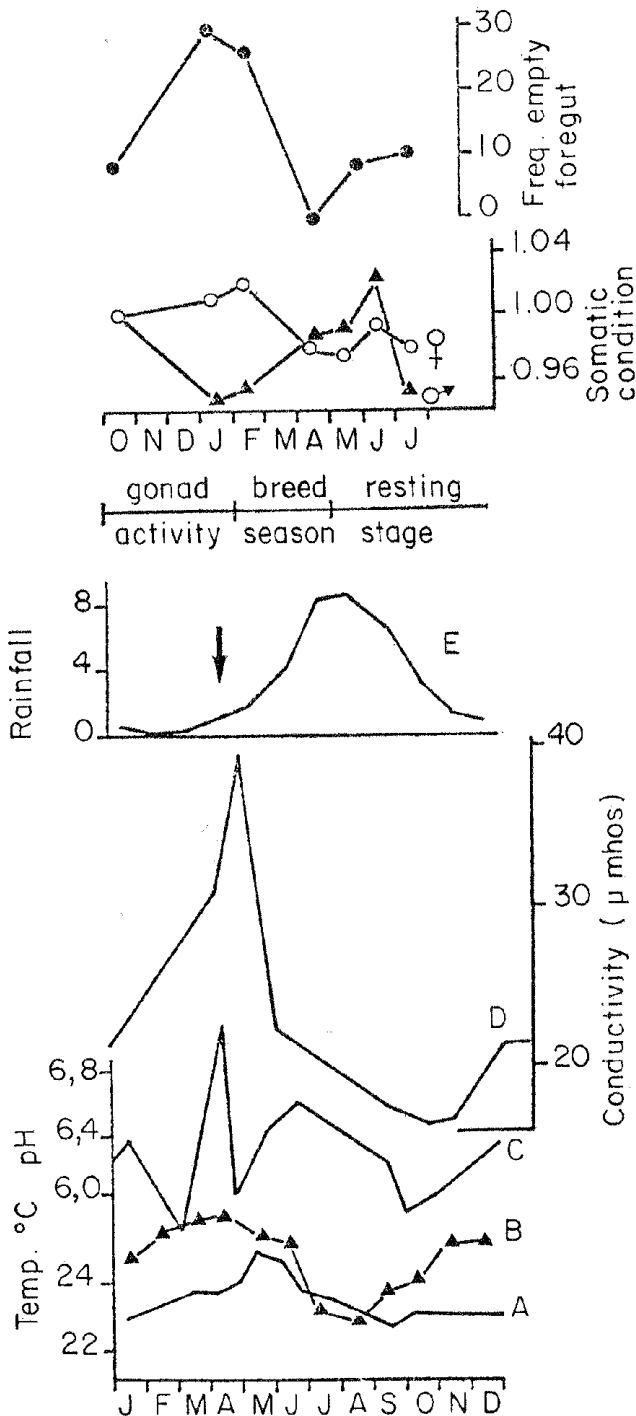 30
20
10
0
Freq. empty
foregut
1.04
1.00
0.96
Somatic
condition
♀
O N D J F M A M J J
gonad breed resting
activity season stage
8
4
0
Rainfall
E
40
30
20
Conductivity ( µ mhos)
D
6,8
6,4
6,0
pH
C
B
A
24
22
Temp. °C
J F M A M J J A S O N D